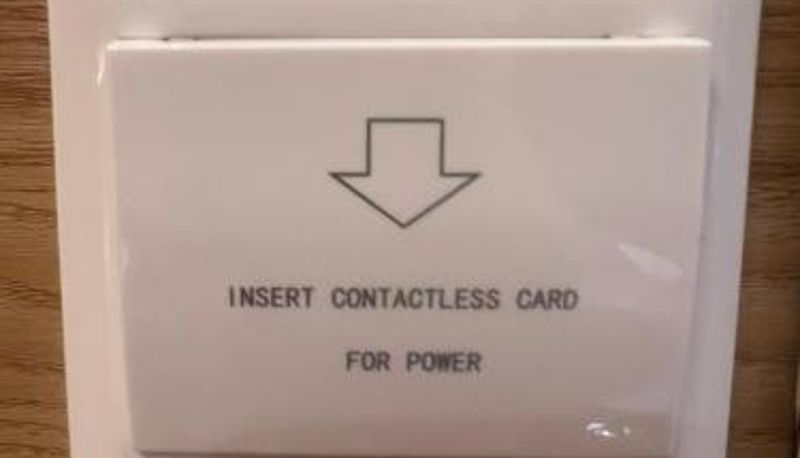 INSERT CONTACTLESS CARD
FOR POWER